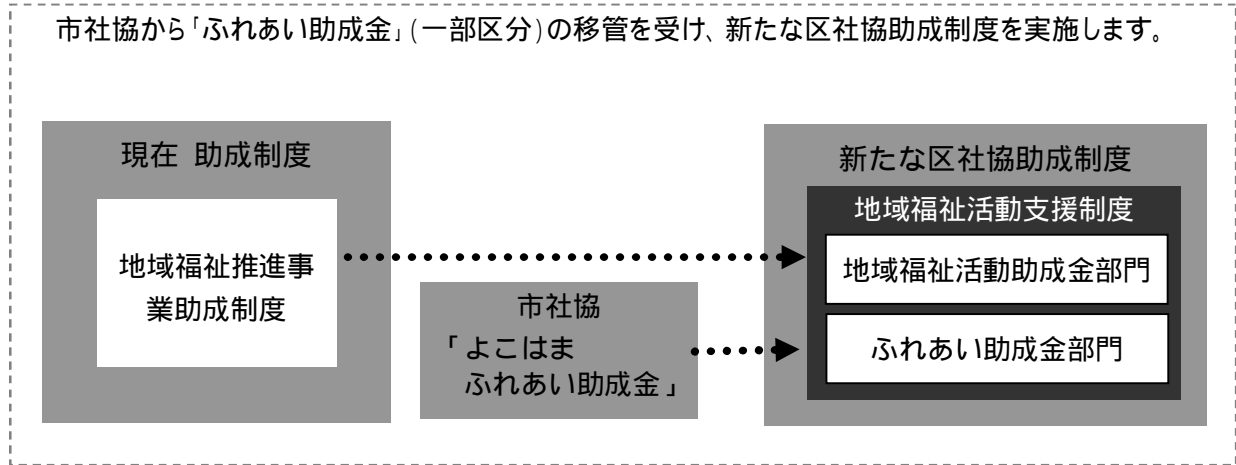 市社協から「ふれあい助成金」(一部区分)の移管を受け、新たな区社協助成制度を実施します。
現在 助成制度
地域福祉推進事
業助成制度
市社協
「よこはま
ふれあい助成金」
新たな区社協助成制度
地域福祉活動支援制度
地域福祉活動助成金部門
ふれあい助成金部門